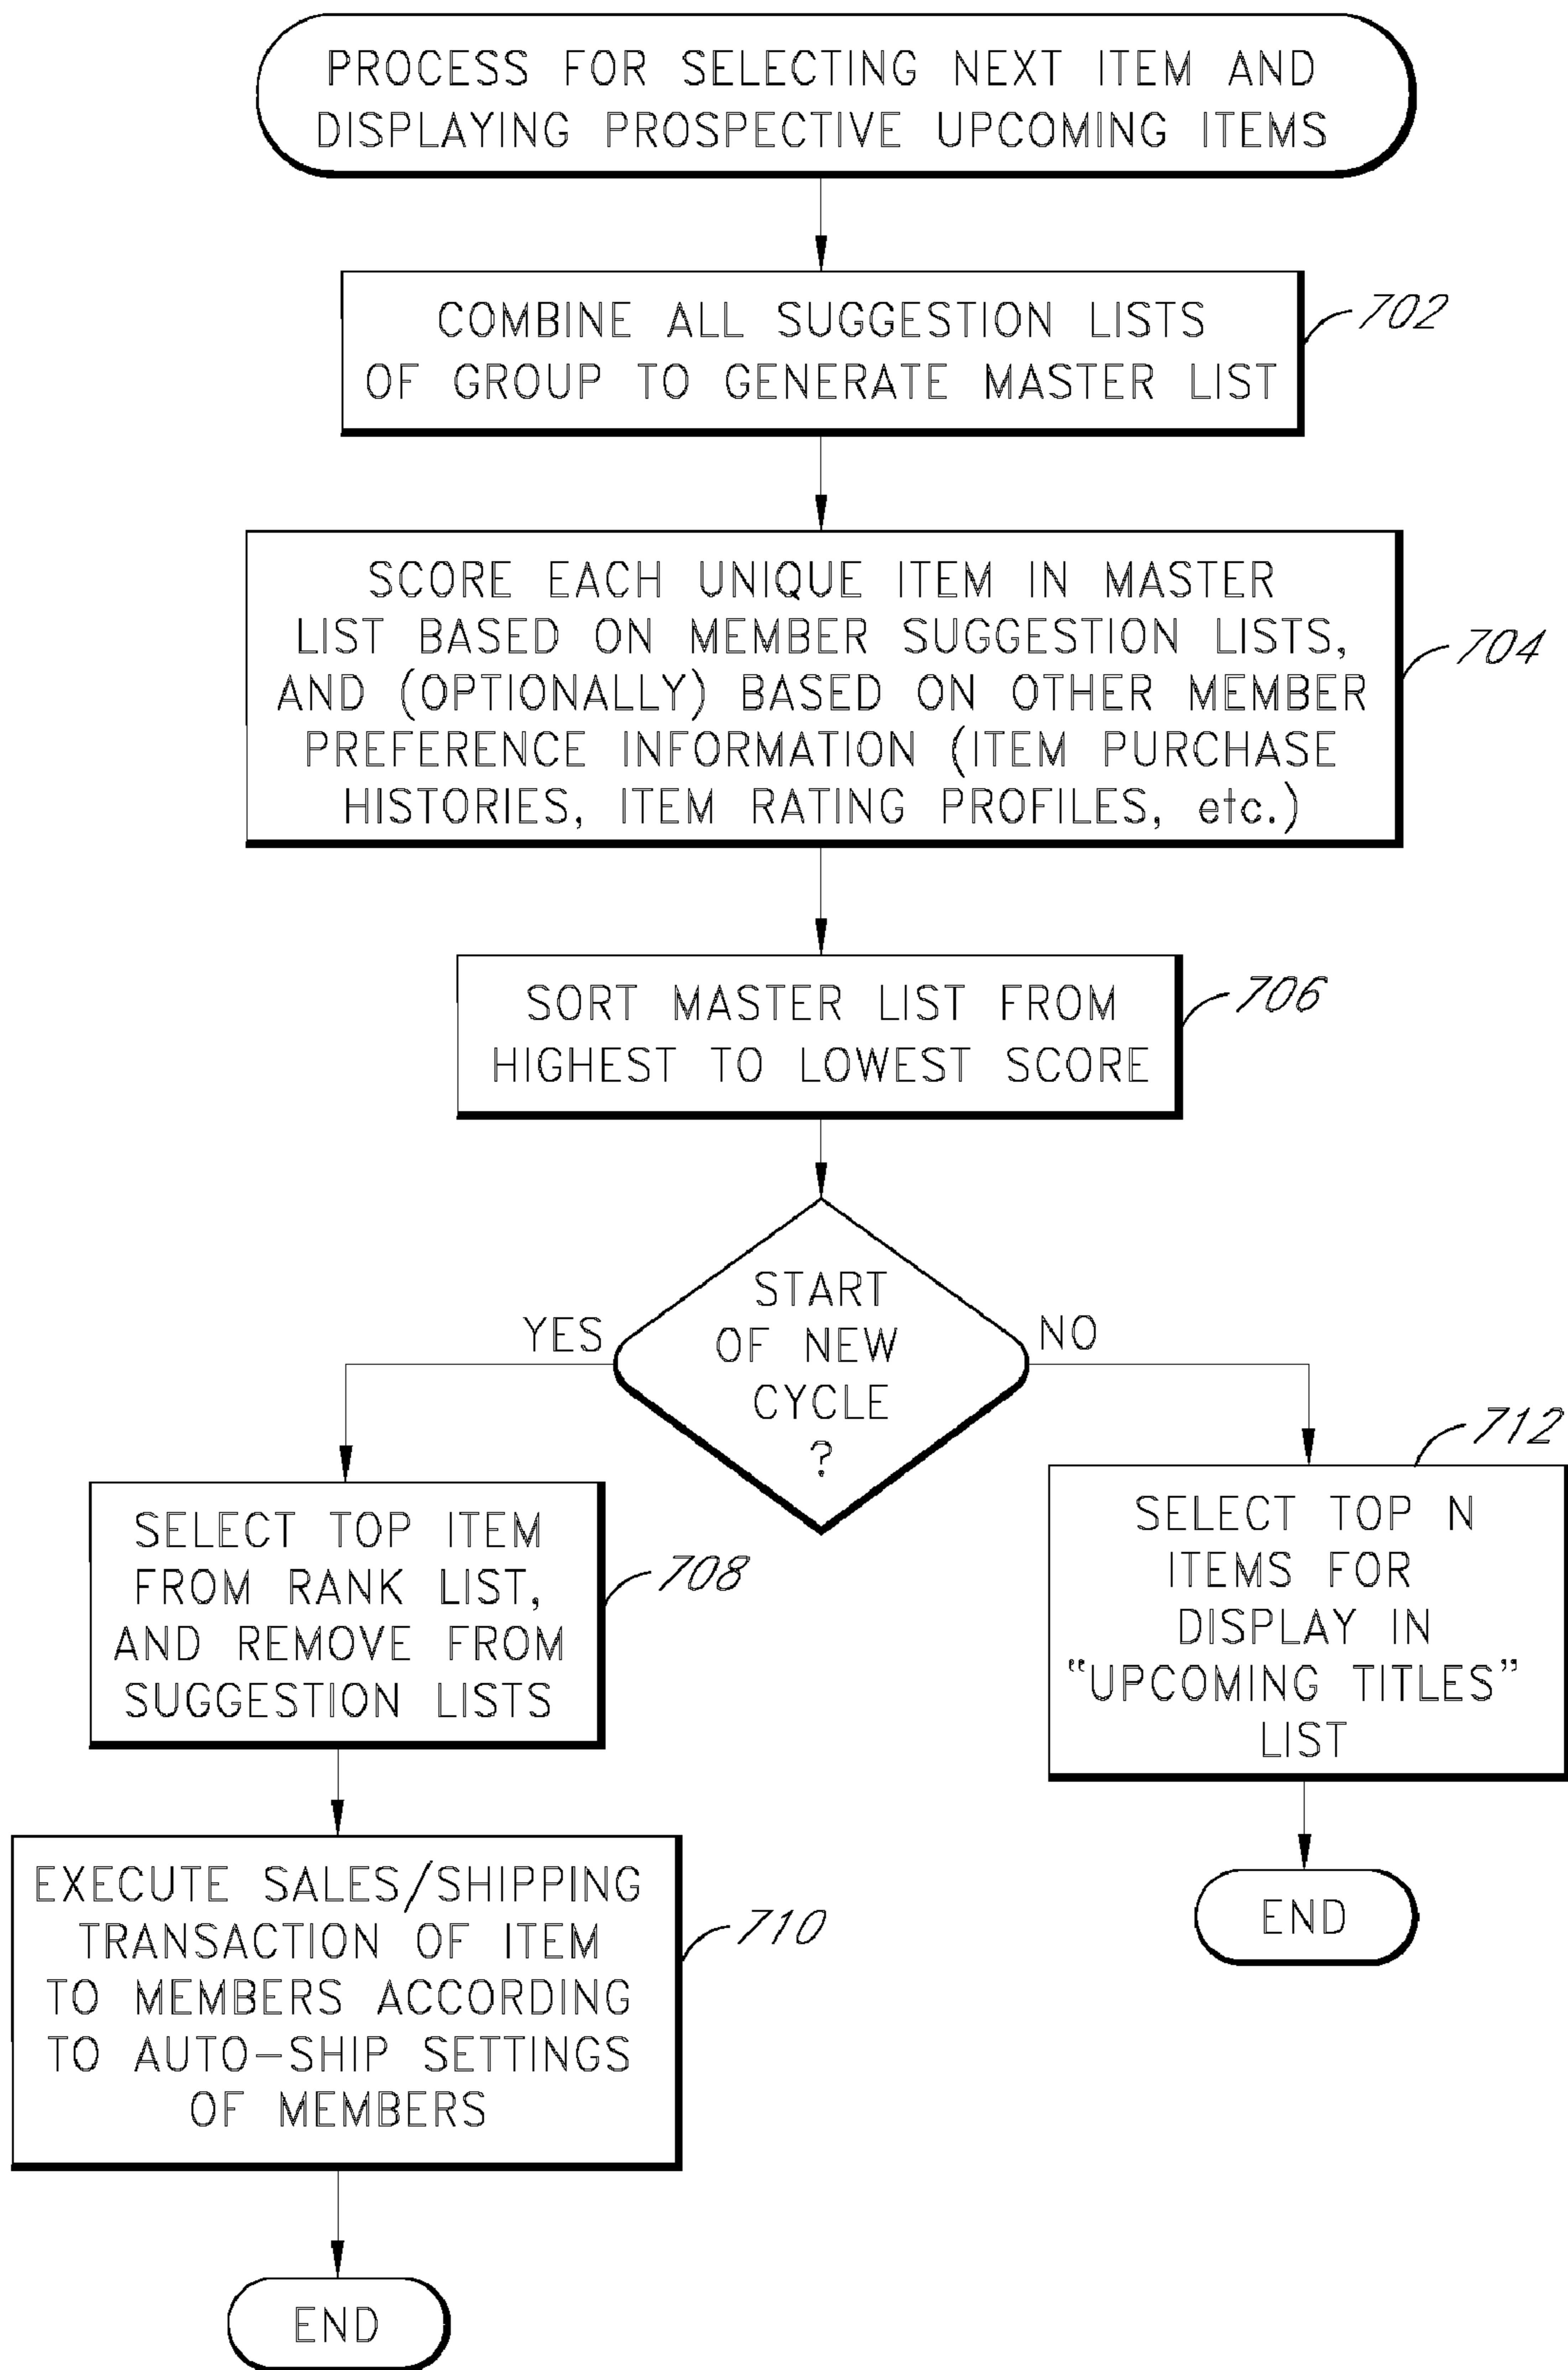 PROCESS FOR SELECTING NEXT ITEM AND
DISPLAYING PROSPECTIVE UPCOMING ITEMS
COMBINE ALL SUGGESTION LISTS
OF GROUP TO GENERATE MASTER LIST
702
SCORE EACH UNIQUE ITEM IN MASTER
LIST BASED ON MEMBER SUGGESTION LISTS,
AND (OPTIONALLY) BASED ON OTHER MEMBER
PREFERENCE INFORMATION (ITEM PURCHASE
HISTORIES, ITEM RATING PROFILES, etc.)
704
SORT MASTER LIST FROM
HIGHEST TO LOWEST SCORE
706
START
OF NEW
CYCLE
?
YES
NO
SELECT TOP ITEM
FROM RANK LIST,
AND REMOVE FROM
SUGGESTION LISTS
708
EXECUTE SALES/SHIPPING
TRANSACTION OF ITEM
TO MEMBERS ACCORDING
TO AUTO-SHIP SETTINGS
OF MEMBERS
710
END
712
SELECT TOP N
ITEMS FOR
DISPLAY IN
“UPCOMING TITLES”
LIST
END